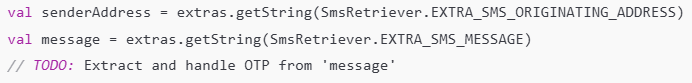 val senderAddress = extras.getString(SmsRetriever.EXTRA_SMS_ORIGINATING_ADDRESS)
val message = extras.getString(SmsRetriever.EXTRA_SMS_MESSAGE)
// TODO: Extract and handle OTP from 'message'